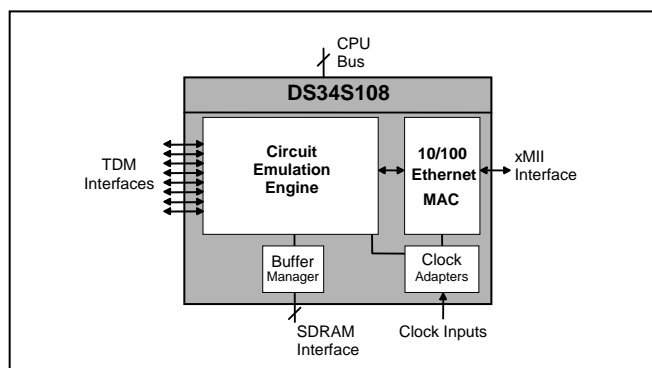 CPU
Bus
DS34S108
Circuit
Emulation
Engine
10/100
Ethernet
MAC
TDM
Interfaces
xMII
Interface
Buffer
Manager
Clock
Adapters
SDRAM
Interface
Clock Inputs